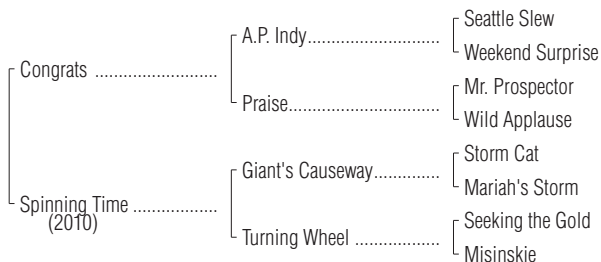 Seattle Slew
A.P. Indy..............................
Weekend Surprise
Congrats ............................
Mr. Prospector
Praise.....................................
Wild Applause
Storm Cat
Giant's Causeway...............
Mariah's Storm
Spinning Time ...................
(2010)
Seeking the Gold
Turning Wheel ...................
Misinskie